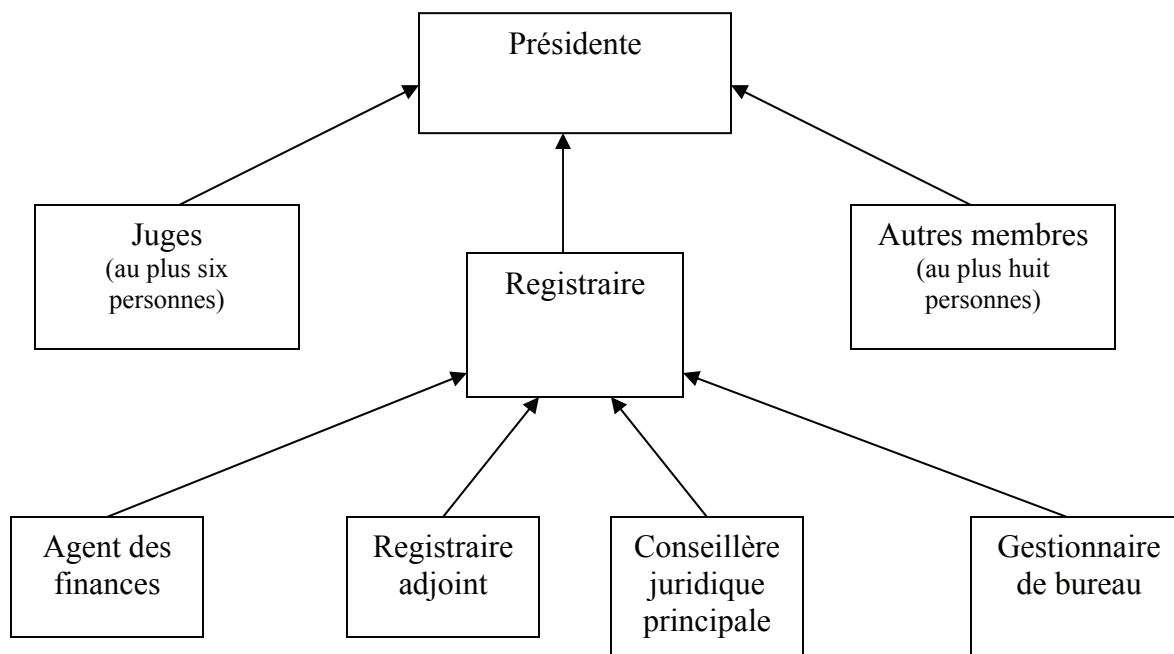 Présidente
Juges
(au plus six
personnes)
Registraire
Autres membres
(au plus huit
personnes)
Agent des
finances
Registraire
adjoint
Conseillère
juridique
principale
Gestionnaire
de bureau